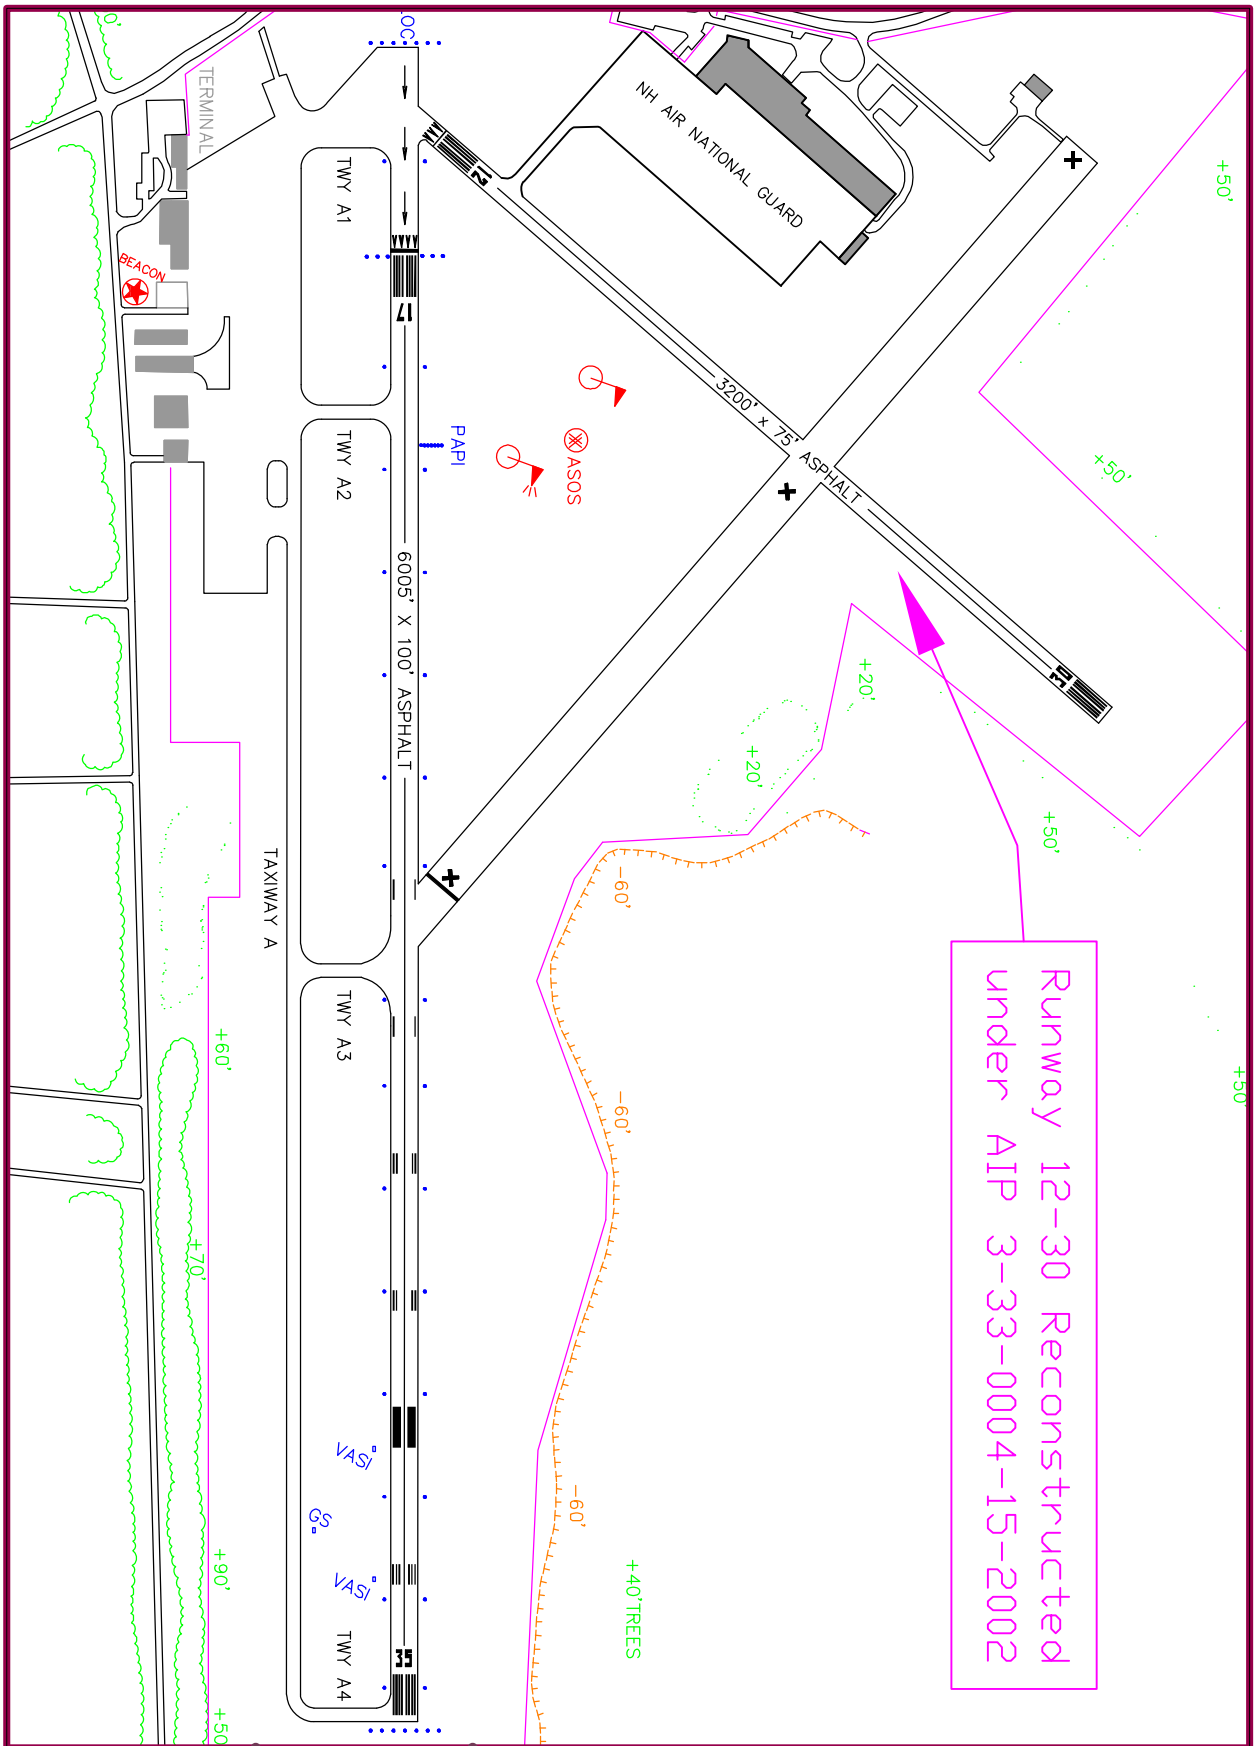 OC
TERMINAL
BEACON
TWY A1
12
17
NH AIR NATIONAL GUARD
+50'
+50'
3200' x 75' ASPHALT
PAPI
ASOS
TWY A2
6005' X 100' ASPHALT
30
+20'
+20'
+50'
-60'
TAXIWAY A
TWY A3
+60'
-60'
+50'
Runway 12-30 Reconstructed
under AIP 3-33-0004-15-2002
+70'
VASI
GS
-60'
VASI
+90'
+40'TREES
TWY A4
35
+50